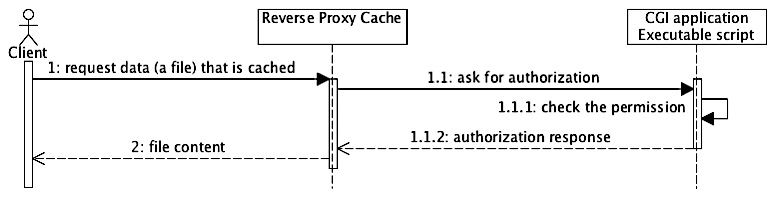 Reverse Proxy Cache
CGI application
Executable script
Client
1: request data (a file) that is cached
1.1: ask for authorization
1.1.1: check the permission
1.1.2: authorization response
2: file content